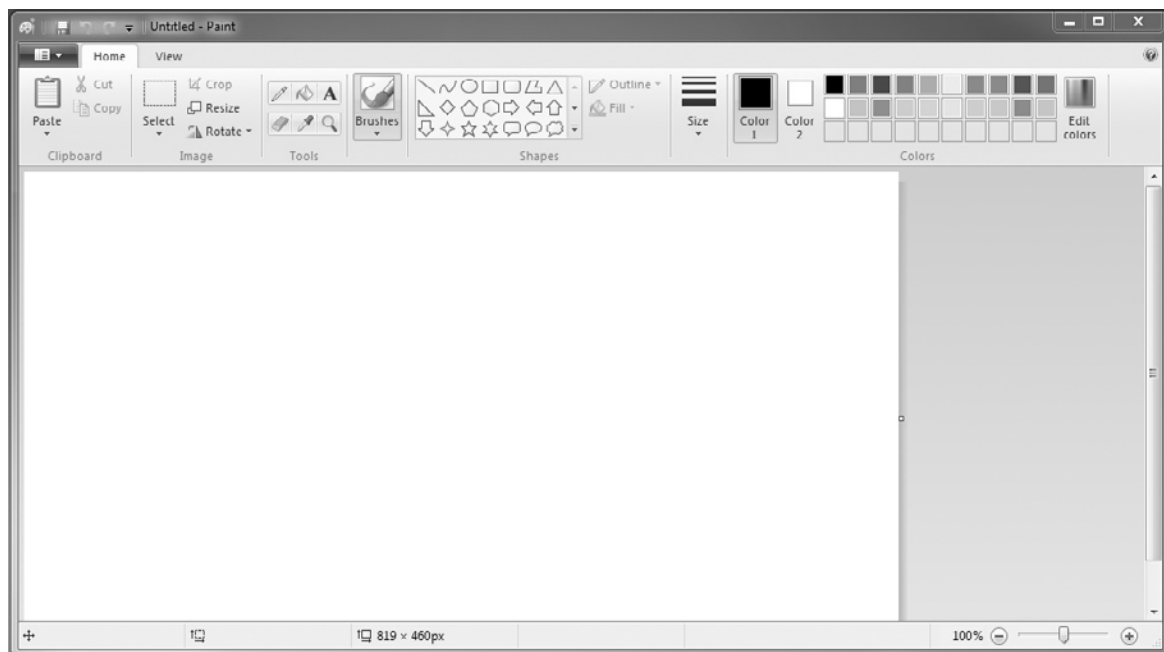 Untitled - Paint
Home View
Cut
Copy
Paste
Clipboard
Crop
Resize
Rotate
Select
Image
A
Tools
Brushes
Outline
Fill
Shapes
Size
Color
1
Color
2
Edit
colors
Colors
819 × 460px
100%